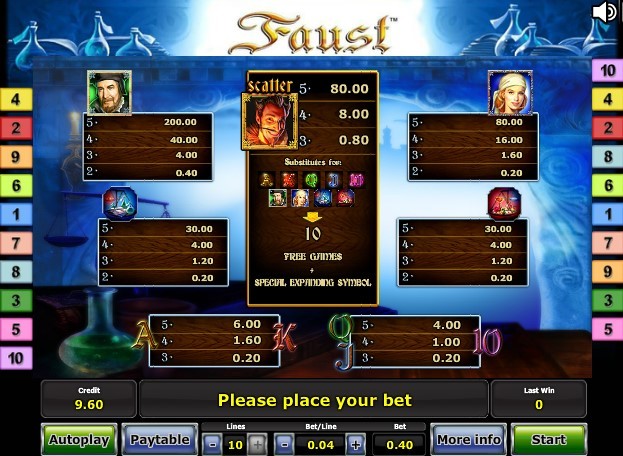 Faust™
scatter
5- 80.00
4- 8.00
3- 0.80
Substitutes for:
A K Q J 10
10
FREE GAMES
+
SPECIAL EXPANDING SYMBOL
5- 200.00
4- 40.00
3- 4.00
2- 0.40
5- 80.00
4- 16.00
3- 1.60
2- 0.20
5- 30.00
4- 4.00
3- 1.20
2- 0.20
5- 30.00
4- 4.00
3- 1.20
2- 0.20
A K
5- 6.00
4- 1.60
3- 0.20
Q J 10
5- 4.00
4- 1.00
3- 0.20
4
2
9
6
1
7
8
3
5
10
10
4
2
8
6
1
7
9
3
5
Credit
9.60
Please place your bet
Last Win
0
Autoplay
Paytable
Lines
- 10 +
Bet/Line
- 0.04 +
Bet
0.40
More info
Start